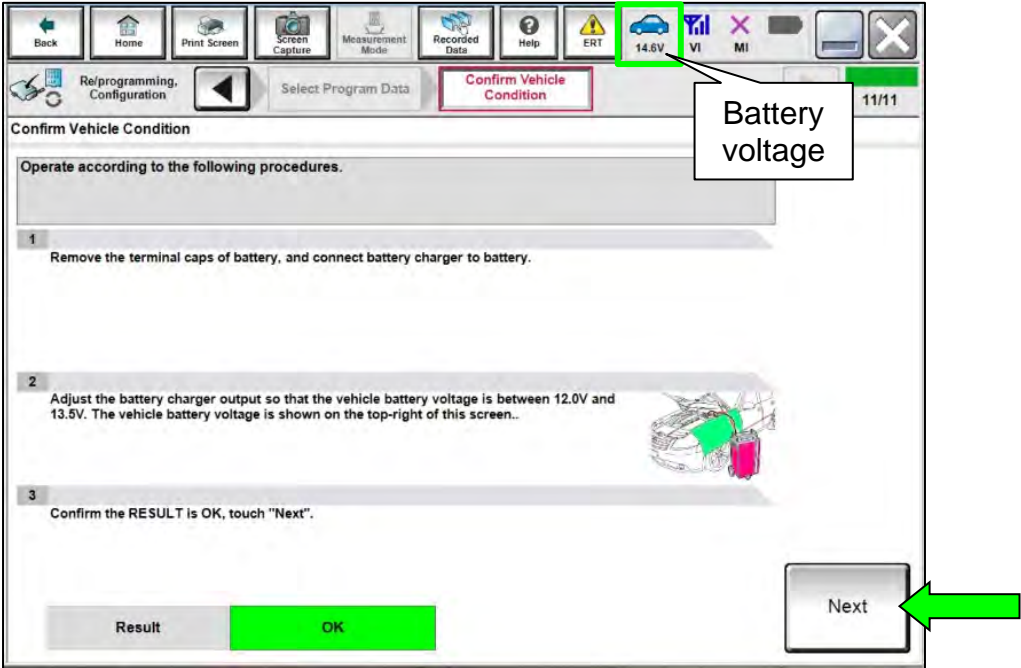 Back
Home
Print Screen
Screen
Capture
Measurement
Mode
Recorded
Data
Help
ERT
14.6V
VI
MI
Re/programming,
Configuration
Select Program Data
Confirm Vehicle
Condition
11/11
Battery
voltage
Confirm Vehicle Condition
Operate according to the following procedures.
1
Remove the terminal caps of battery, and connect battery charger to battery.
2
Adjust the battery charger output so that the vehicle battery voltage is between 12.0V and
13.5V. The vehicle battery voltage is shown on the top-right of this screen..
3
Confirm the RESULT is OK, touch "Next".
Result
OK
Next